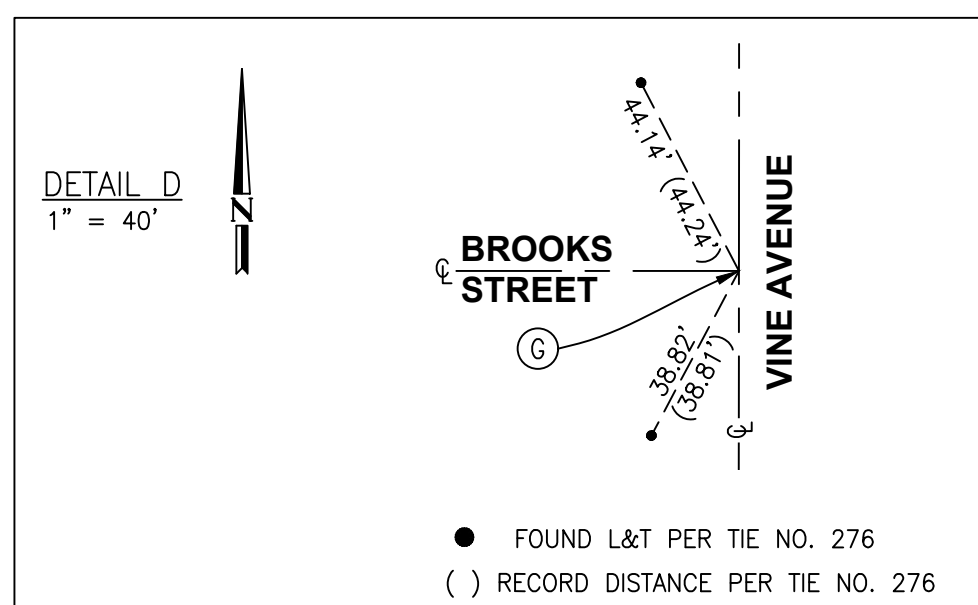 DETAIL D
1" = 40'
N
44.14' (44.24')
℄ BROOKS
STREET
VINE AVENUE
G
38.82'
(38.81')
℄
● FOUND L&T PER TIE NO. 276
( ) RECORD DISTANCE PER TIE NO. 276